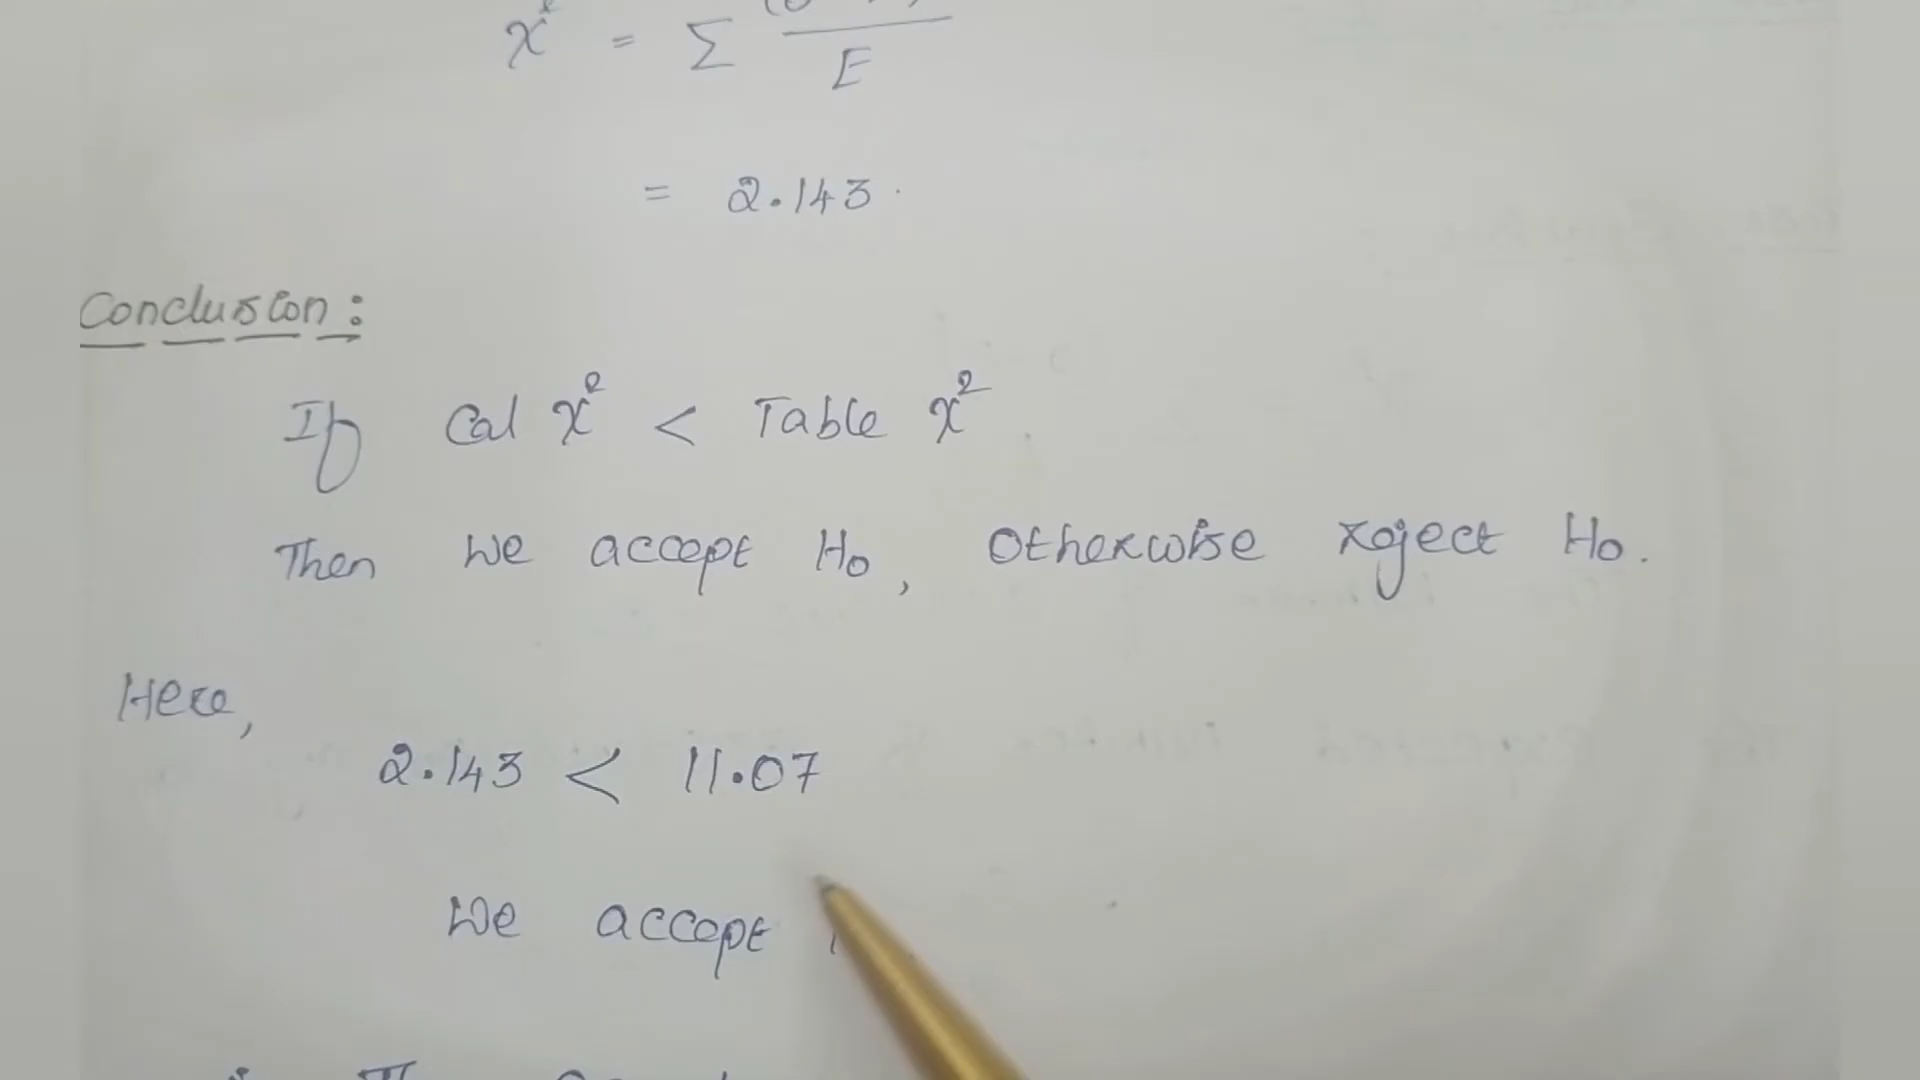 χ² = Σ / E
= 2.143.
Conclusion:
If Cal χ² < Table χ²
Then we accept H₀, Otherwise reject H₀.
Here,
2.143 < 11.07
We accept